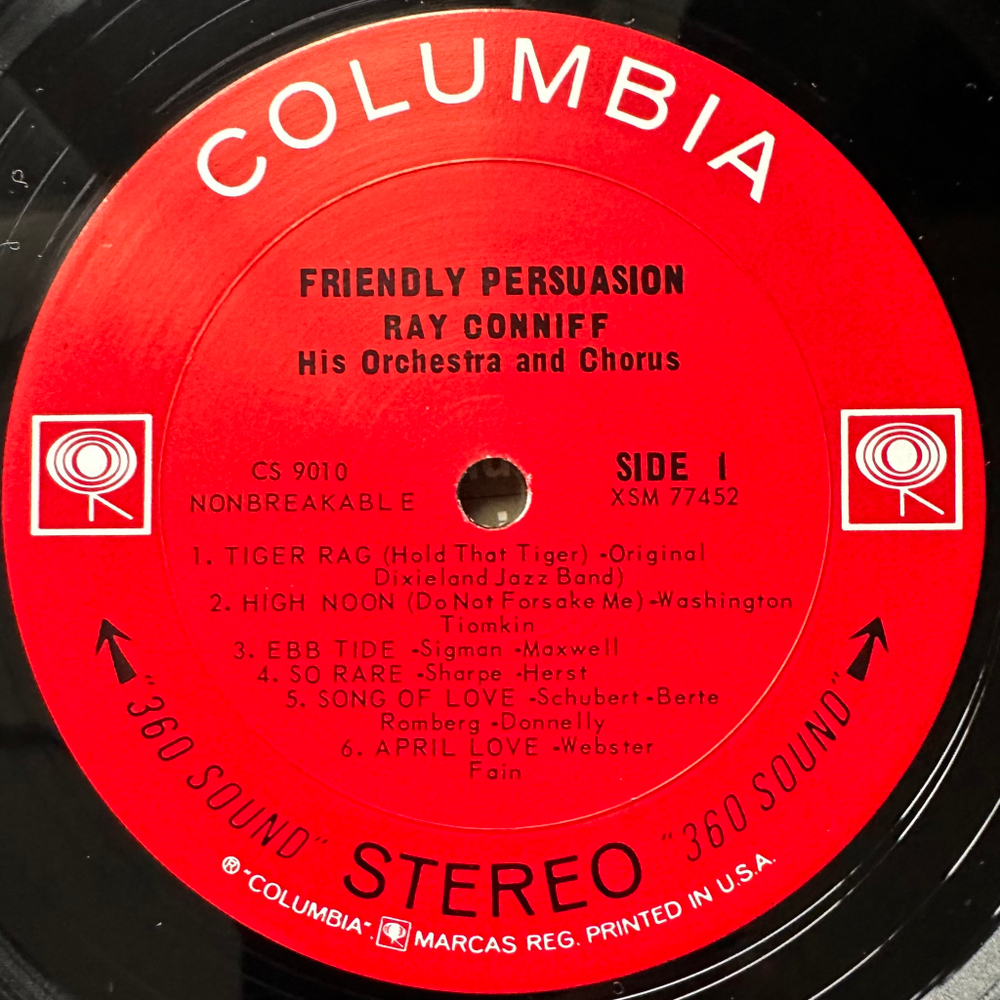 COLUMBIA
FRIENDLY PERSUASION
RAY CONNIFF
His Orchestra and Chorus
CS 9010
NONBREAKABLE
SIDE 1
XSM 77452
1. TIGER RAG (Hold That Tiger) -Original
Dixieland Jazz Band)
2. HIGH NOON (Do Not Forsake Me) -Washington
Tiomkin
3. EBB TIDE -Sigman -Maxwell
4. SO RARE -Sharpe -Herst
5. SONG OF LOVE -Schubert -Berte
Romberg -Donnelly
6. APRIL LOVE -Webster
Fain
"360 SOUND"
STEREO
"360 SOUND"
® "COLUMBIA", MARCAS REG. PRINTED IN U.S.A.